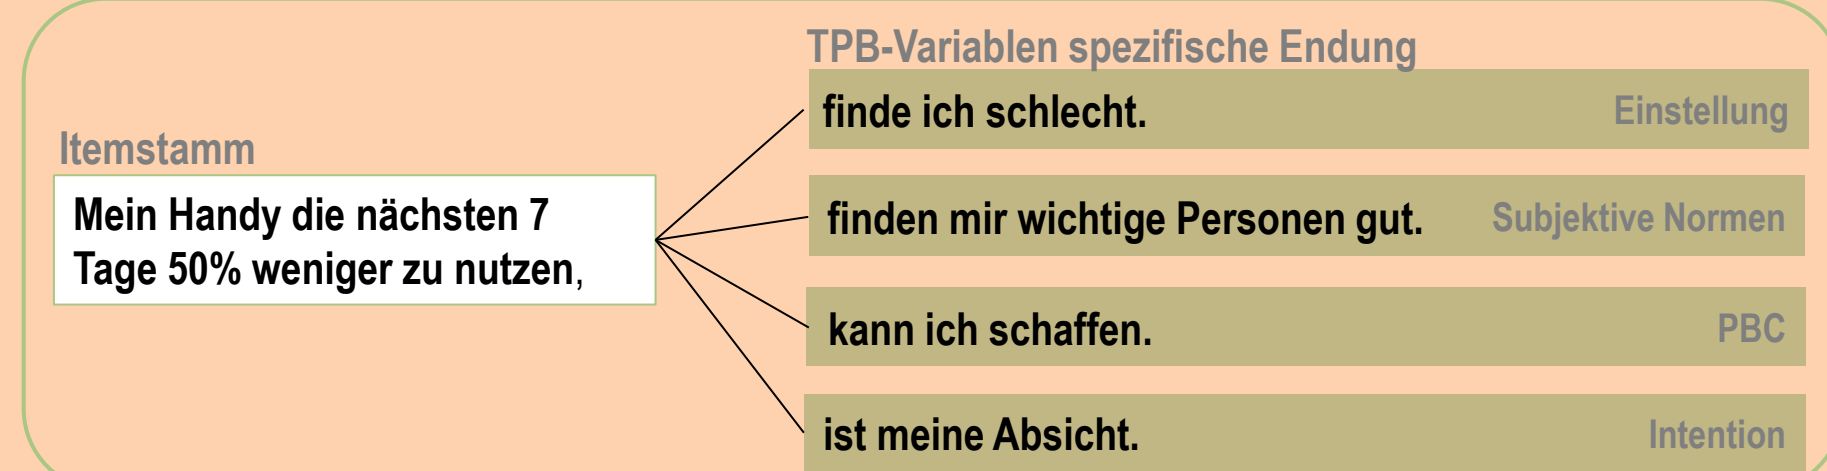 TPB-Variablen spezifische Endung
finde ich schlecht. Einstellung
Itemstamm
Mein Handy die nächsten 7
Tage 50% weniger zu nutzen,
finden mir wichtige Personen gut. Subjektive Normen
kann ich schaffen. PBC
ist meine Absicht. Intention